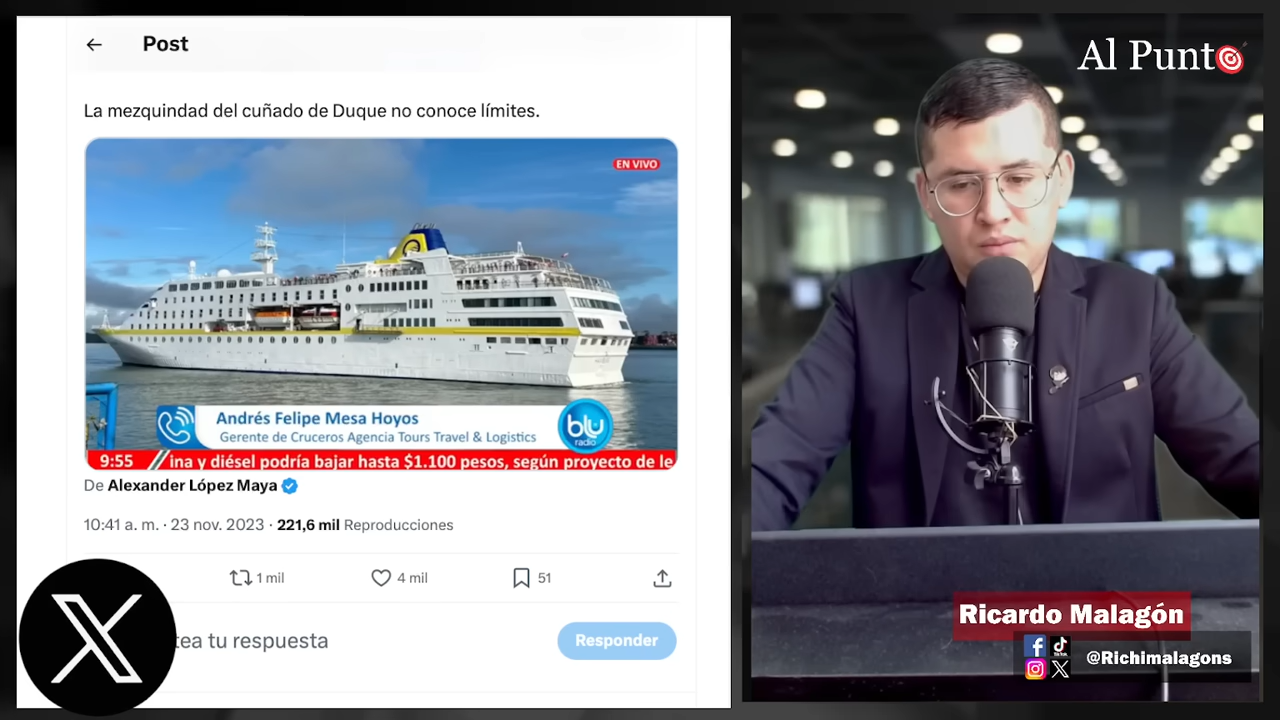 Post
La mezquindad del cuñado de Duque no conoce límites.
EN VIVO
Andrés Felipe Mesa Hoyos
Gerente de Cruceros Agencia Tours Travel & Logistics
blu
radio
9:55
ina y diésel podría bajar hasta $1.100 pesos, según proyecto de le
De Alexander López Maya
10:41 a. m. · 23 nov. 2023 · 221,6 mil Reproducciones
1 mil
4 mil
51
tea tu respuesta
Responder
Al Punto
Ricardo Malagón
@Richimalagons